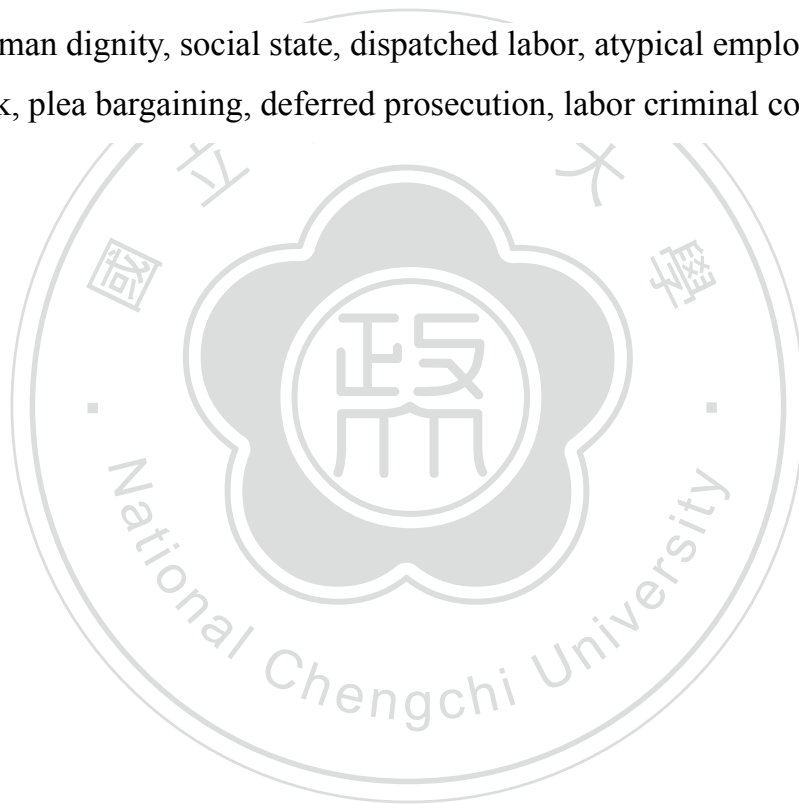 man dignity, social state, dispatched labor, atypical emplo
k, plea bargaining, deferred prosecution, labor criminal co
國立 大學
政大
National Chengchi University